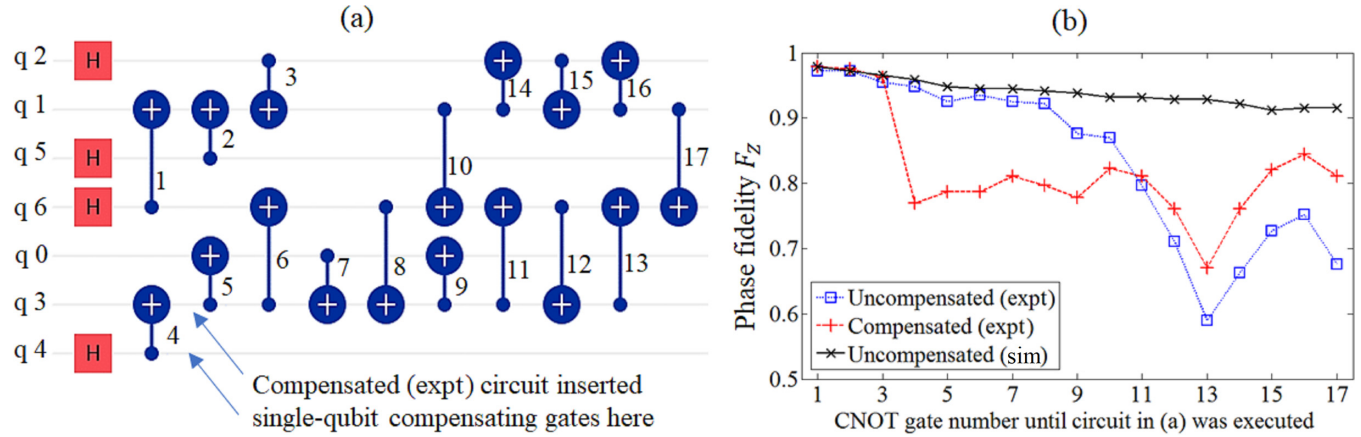 (a)
q 2 H 3 14 15 16
q 1 2 10 17
q 5 H 1
q 6 H 6 7 8 11 12 13
q 0 5 9
q 3 4
q 4 H
Compensated (expt) circuit inserted
single-qubit compensating gates here
(b)
Phase fidelity F_Z
1
0.9
0.8
0.7
0.6
0.5
Uncompensated (expt)
Compensated (expt)
Uncompensated (sim)
1 3 5 7 9 11 13 15 17
CNOT gate number until circuit in (a) was executed